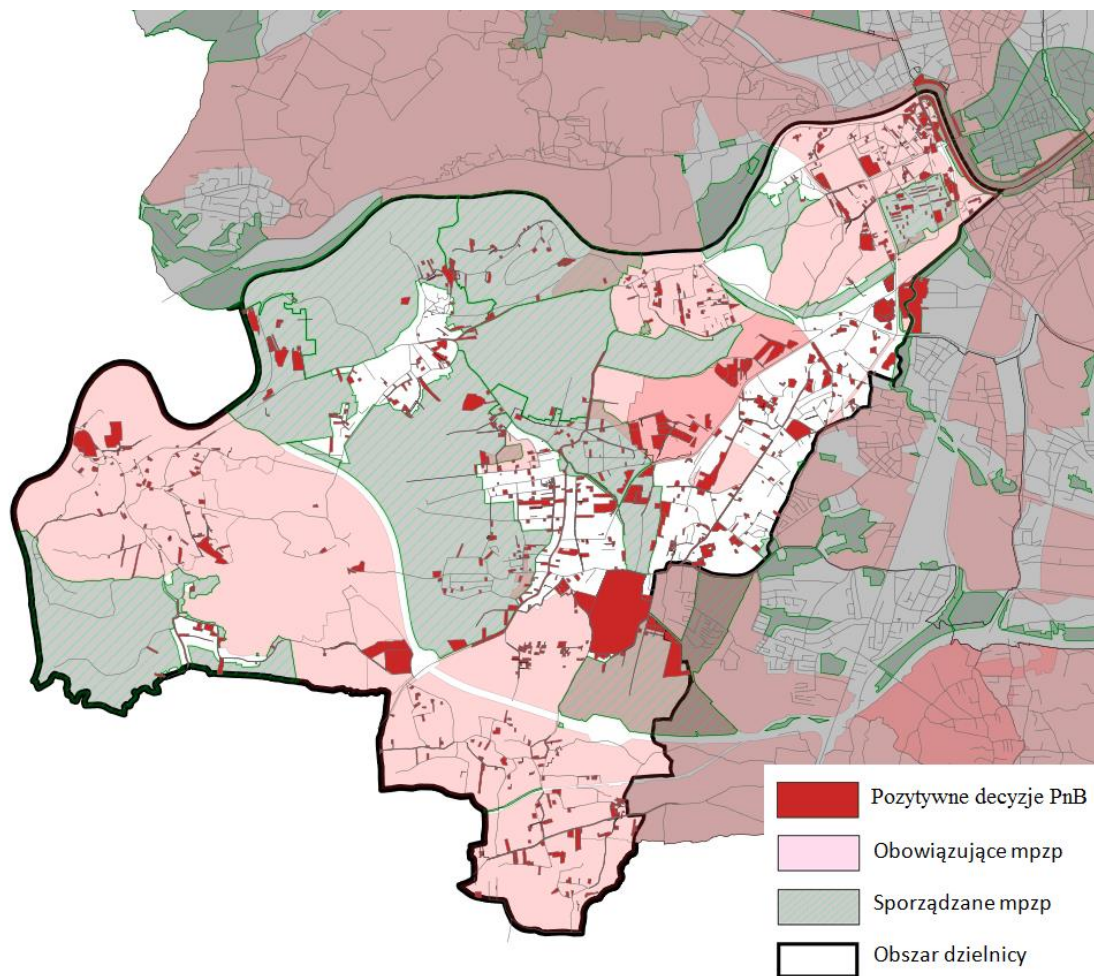 Pozytywne decyzje PnB
Obowiązujące mpzp
Sporządzane mpzp
Obszar dzielnicy